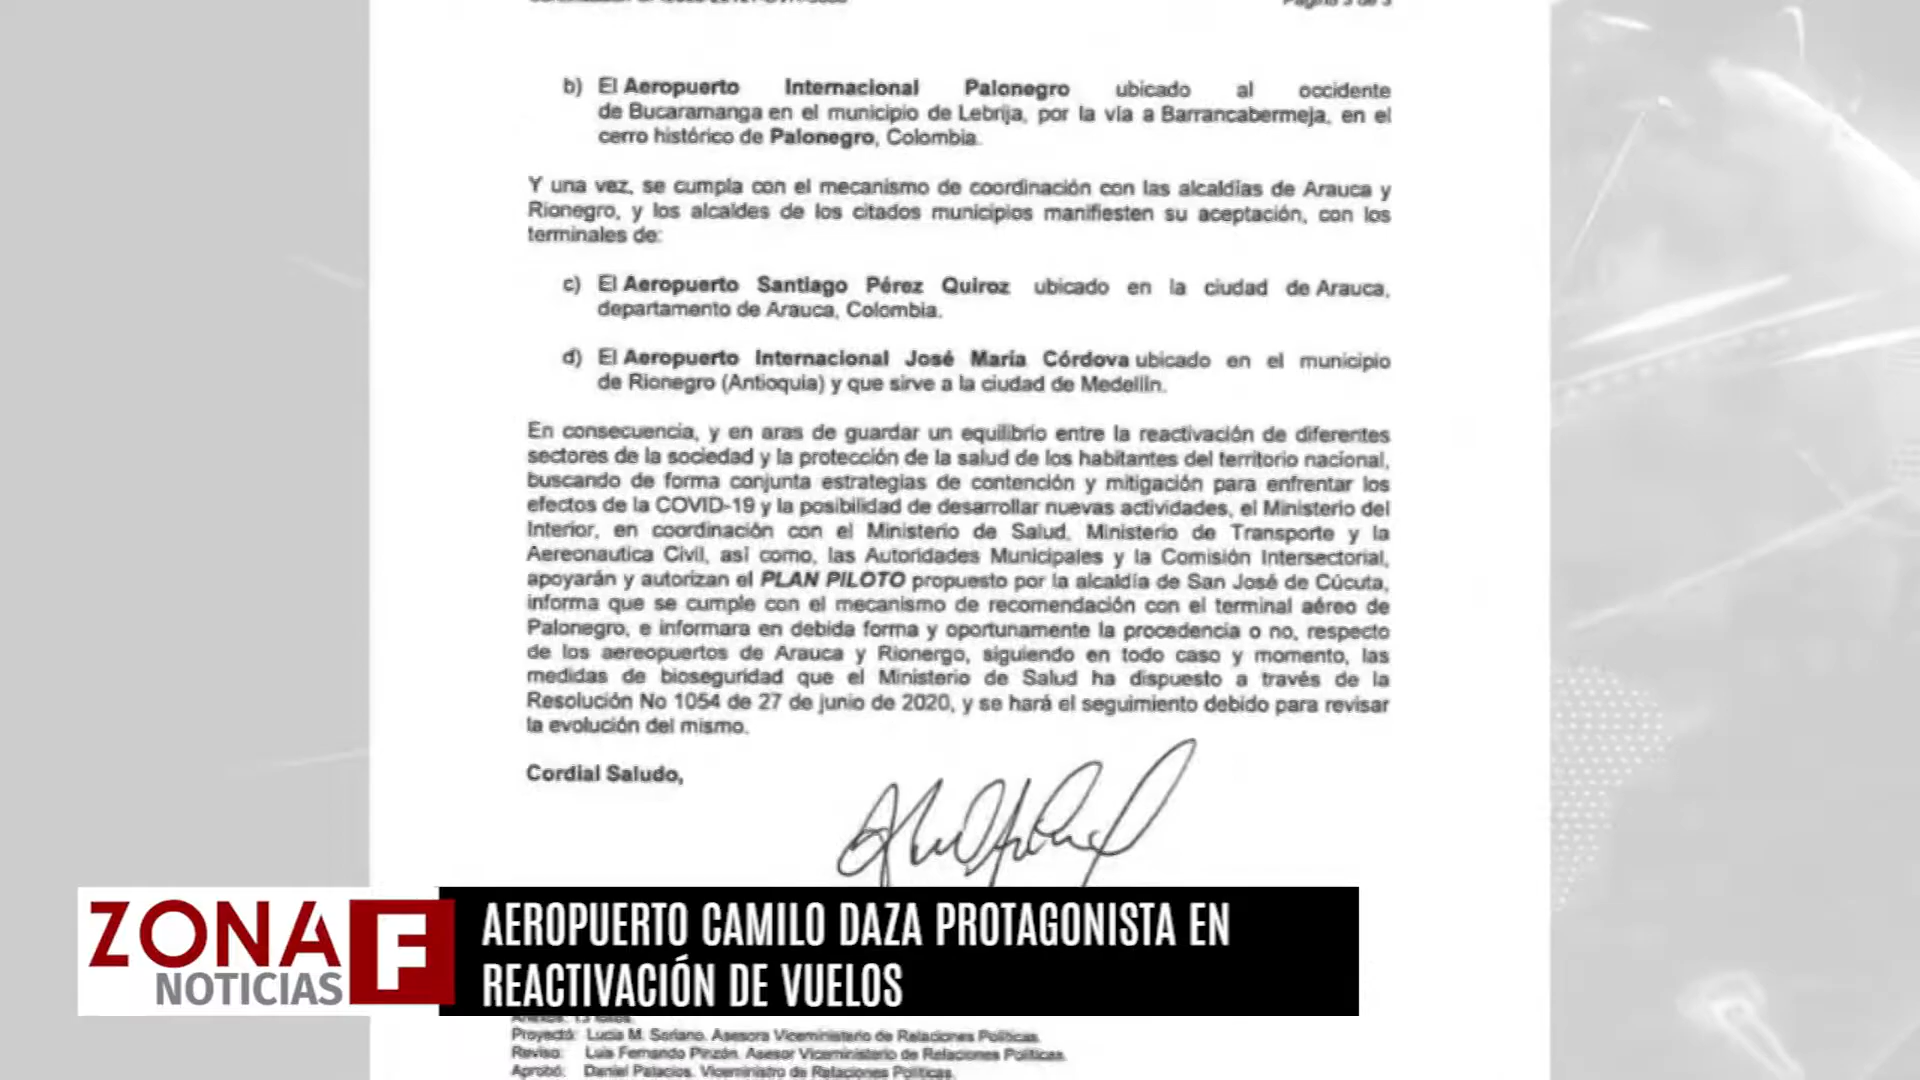 b) El Aeropuerto Internacional Palonegro ubicado al occidente
de Bucaramanga en el municipio de Lebrija, por la vía a Barrancabermeja, en el
cerro histórico de Palonegro, Colombia.
Y una vez, se cumpla con el mecanismo de coordinación con las alcaldías de Arauca y
Rionegro, y los alcaldes de los citados municipios manifiesten su aceptación, con los
terminales de:
c) El Aeropuerto Santiago Pérez Quiroz ubicado en la ciudad de Arauca,
departamento de Arauca, Colombia.
d) El Aeropuerto Internacional José María Córdova ubicado en el municipio
de Rionegro (Antioquia) y que sirve a la ciudad de Medellín.
En consecuencia, y en aras de guardar un equilibrio entre la reactivación de diferentes
sectores de la sociedad y la protección de la salud de los habitantes del territorio nacional,
buscando de forma conjunta estrategias de contención y mitigación para enfrentar los
efectos de la COVID-19 y la posibilidad de desarrollar nuevas actividades, el Ministerio del
Interior, en coordinación con el Ministerio de Salud, Ministerio de Transporte y la
Aereonautica Civil, así como, las Autoridades Municipales y la Comisión Intersectorial,
apoyarán y autorizan el PLAN PILOTO propuesto por la alcaldía de San José de Cúcuta,
informa que se cumple con el mecanismo de recomendación con el terminal aéreo de
Palonegro, e informara en debida forma y oportunamente la procedencia o no, respecto
de los aereopuertos de Arauca y Rionergo, siguiendo en todo caso y momento, las
medidas de bioseguridad que el Ministerio de Salud ha dispuesto a través de la
Resolución No 1054 de 27 de junio de 2020, y se hará el seguimiento debido para revisar
la evolución del mismo.
Cordial Saludo,
ZONA F
NOTICIAS
AEROPUERTO CAMILO DAZA PROTAGONISTA EN
REACTIVACIÓN DE VUELOS
Anexos: 13 folios.
Proyectó: Lucia M. Soriano. Asesora Viceministerio de Relaciones Políticas.
Reviso: Luis Fernando Pinzón. Asesor Viceministerio de Relaciones Políticas.
Aprobó: Daniel Palacios. Viceministro de Relaciones Políticas.